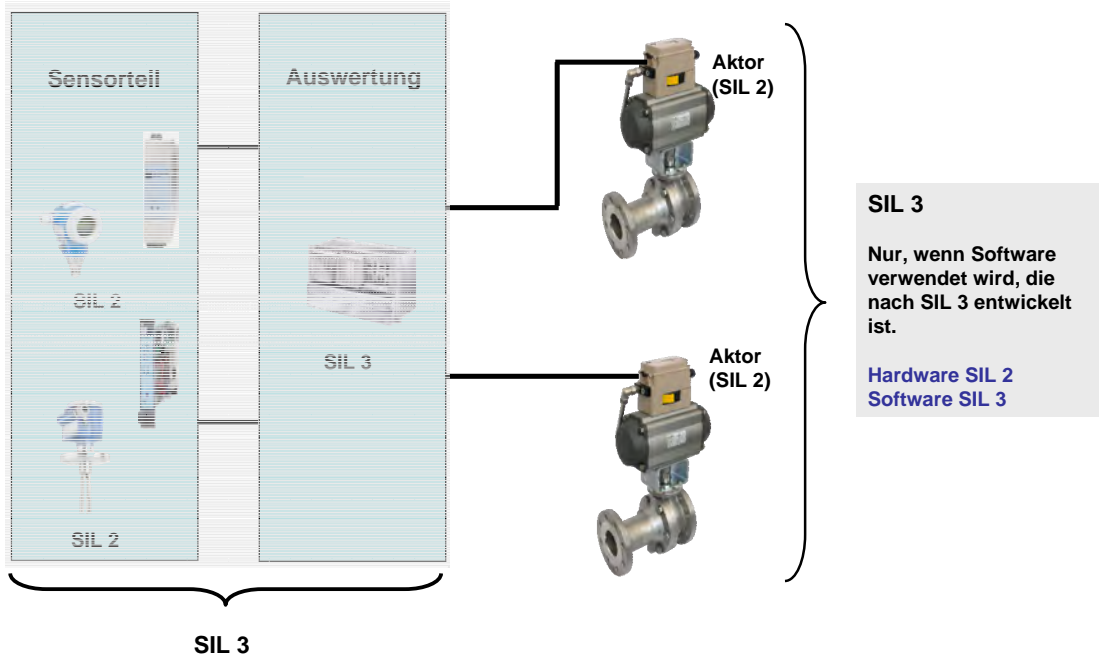 Sensorteil
Auswertung
SIL 2
SIL 2
SIL 3
SIL 3
Aktor
(SIL 2)
Aktor
(SIL 2)
SIL 3
Nur, wenn Software
verwendet wird, die
nach SIL 3 entwickelt
ist.
Hardware SIL 2
Software SIL 3